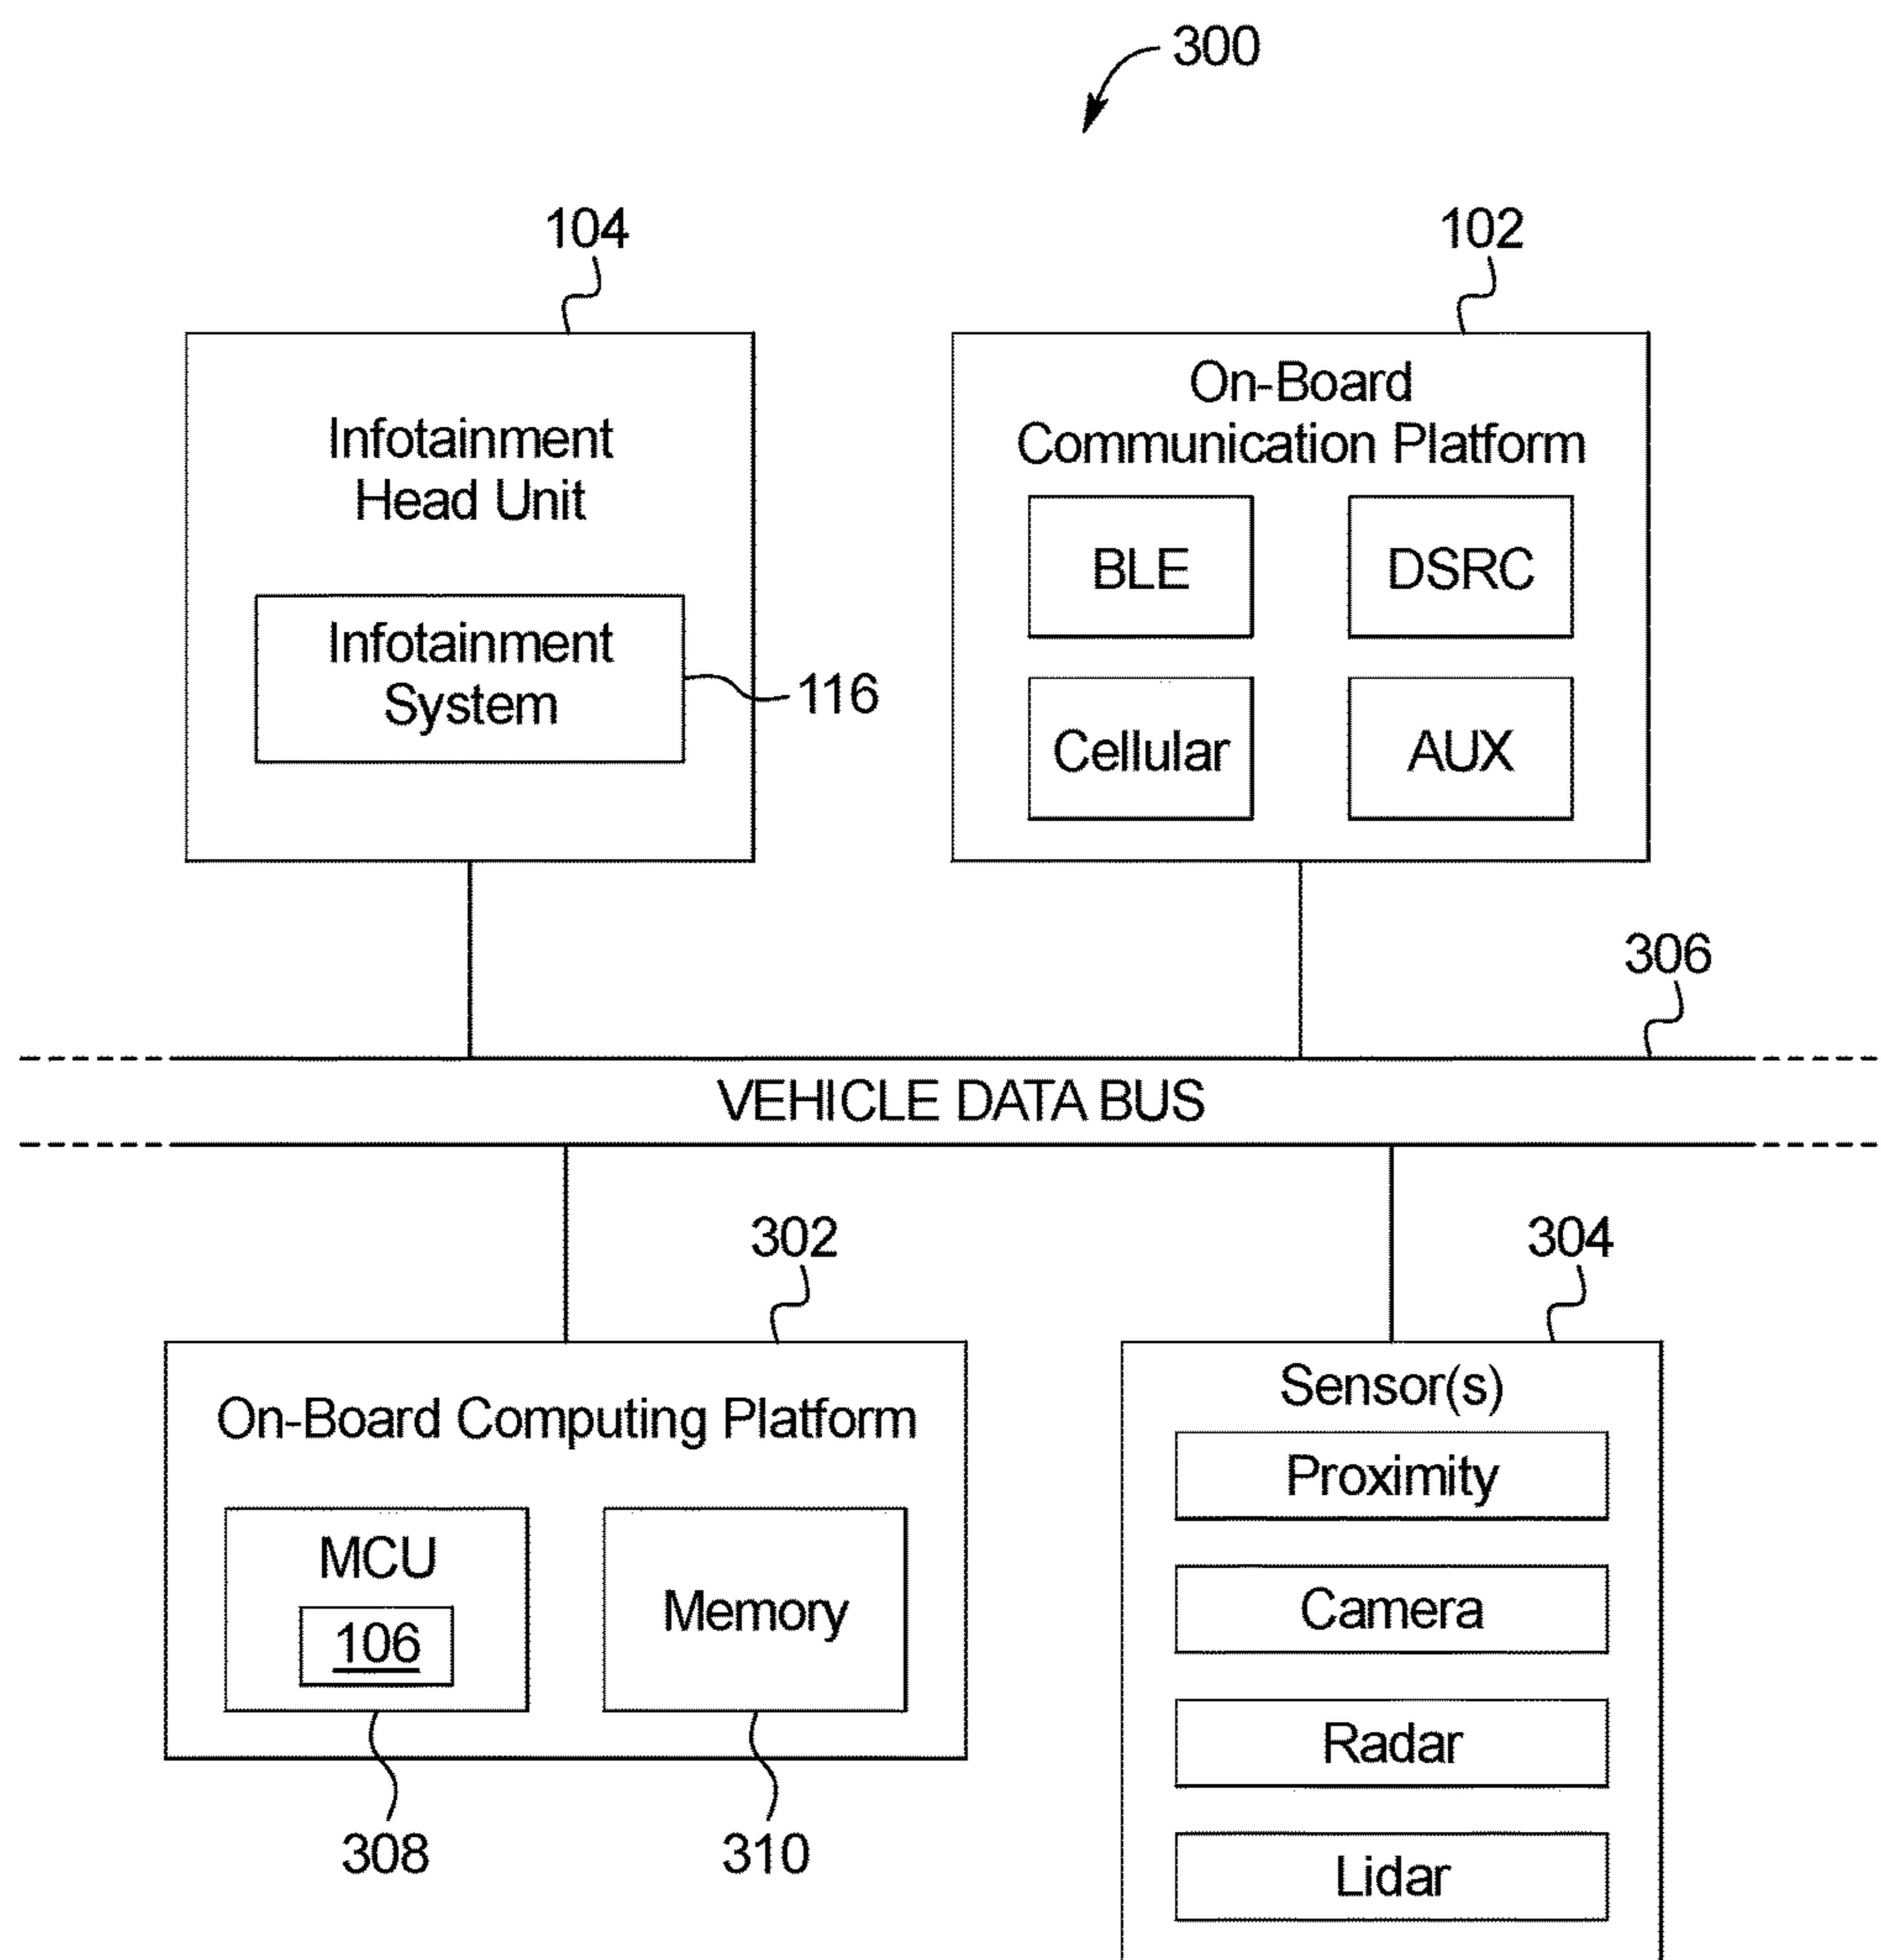 300
104
102
Infotainment
Head Unit
Infotainment
System
116
On-Board
Communication Platform
BLE
DSRC
Cellular
AUX
306
VEHICLE DATA BUS
302
304
On-Board Computing Platform
MCU
106
Memory
308
310
Sensor(s)
Proximity
Camera
Radar
Lidar